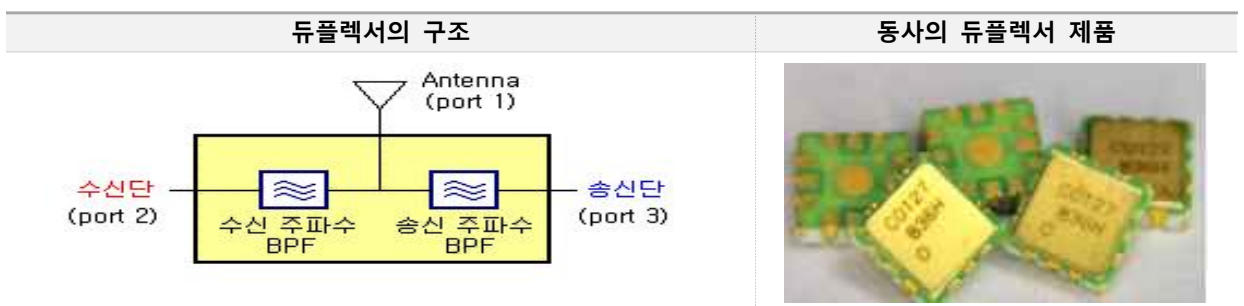 듀플렉서의 구조
동사의 듀플렉서 제품
Antenna
(port 1)
수신단
(port 2)
송신단
(port 3)
수신 주파수
BPF
송신 주파수
BPF
C0127
836H
C0127
836H